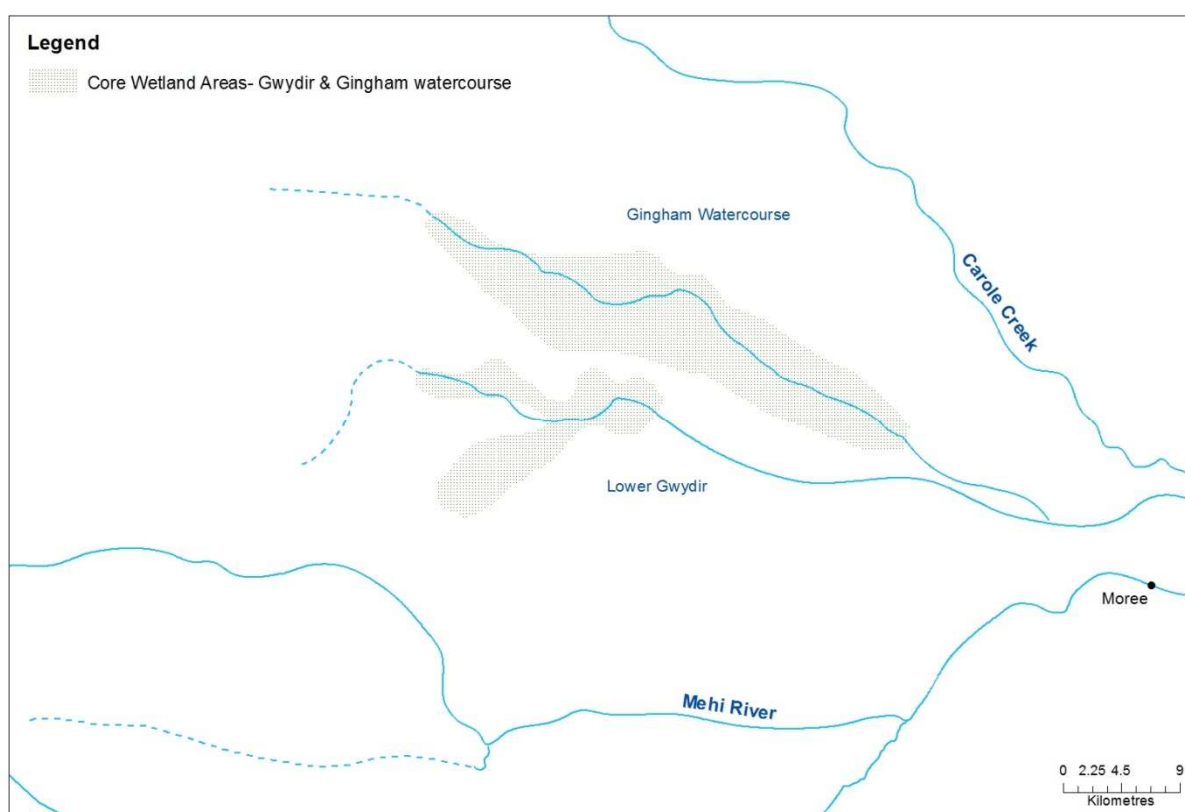 Legend
Core Wetland Areas- Gwydir & Gingham watercourse
Gingham Watercourse
Carole Creek
Lower Gwydir
Moree
Mehi River
0 2.25 4.5 9
Kilometres